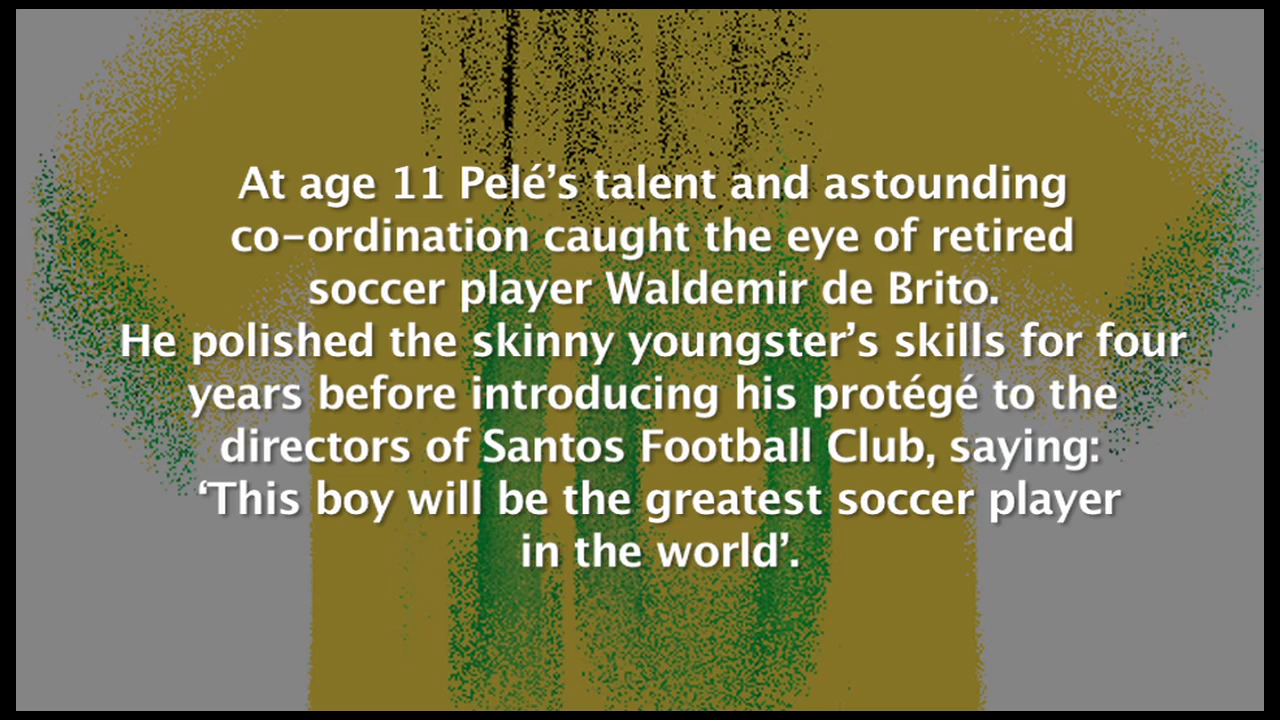 At age 11 Pelé’s talent and astounding
co–ordination caught the eye of retired
soccer player Waldemir de Brito.
He polished the skinny youngster’s skills for four
years before introducing his protégé to the
directors of Santos Football Club, saying:
‘This boy will be the greatest soccer player
in the world’.